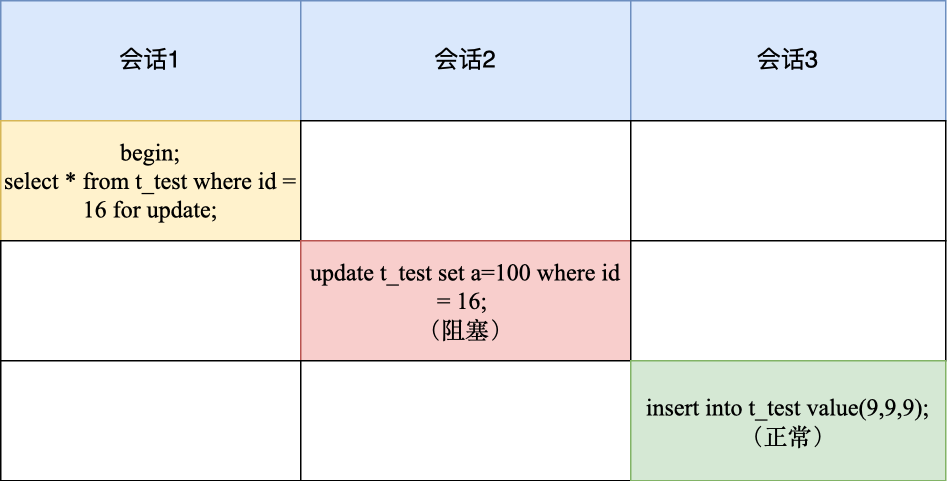 会话1
会话2
会话3
begin;
select * from t_test where id =
16 for update;
update t_test set a=100 where id
= 16;
（阻塞）
insert into t_test value(9,9,9);
（正常）